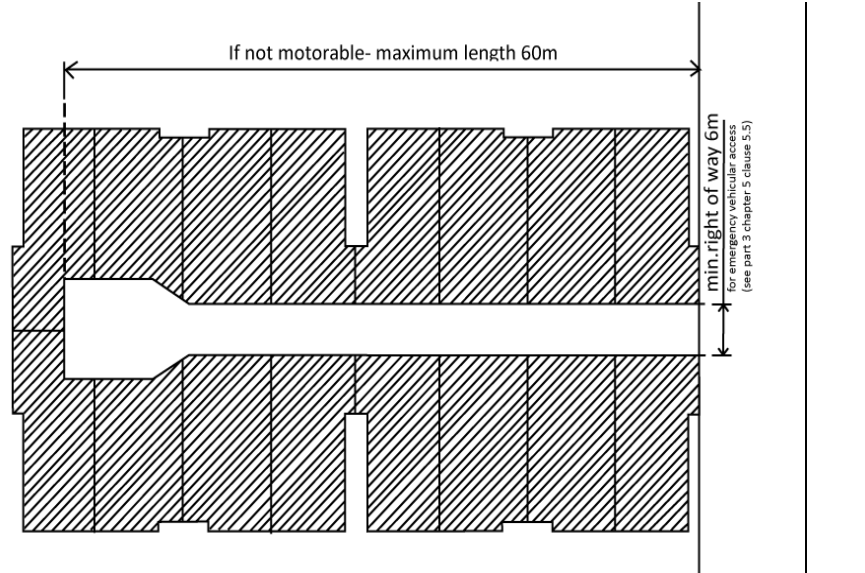 If not motorable- maximum length 60m
min.right of way 6m
for emergency vehicular access
(see part 3 chapter 5 clause 5.5)